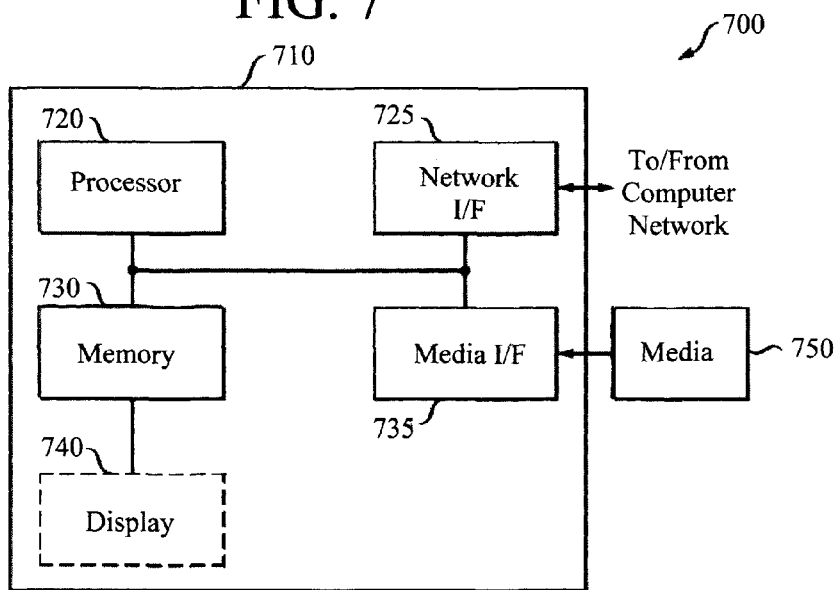 FIG. 7
700
710
720
725
Processor
Network
I/F
To/From
Computer
Network
730
Memory
Media I/F
Media
750
735
740
Display